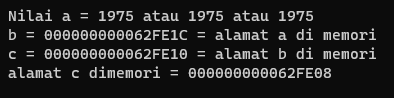 Nilai a = 1975 atau 1975 atau 1975
b = 000000000062FE1C = alamat a di memori
c = 000000000062FE10 = alamat b di memori
alamat c dimemori = 000000000062FE08